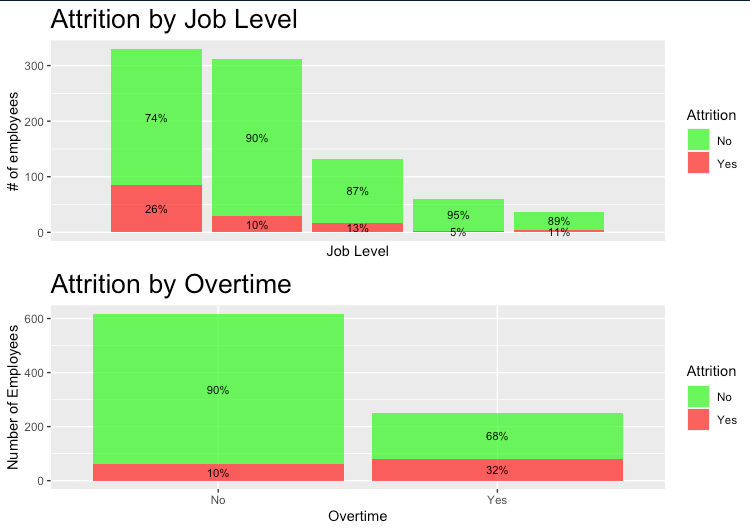 Attrition by Job Level
# of employees
300
200
100
0
74%
26%
90%
10%
87%
13%
95%
5%
89%
11%
Job Level
Attrition
No
Yes
Attrition by Overtime
Number of Employees
600
400
200
0
90%
10%
68%
32%
No
Yes
Overtime
Attrition
No
Yes